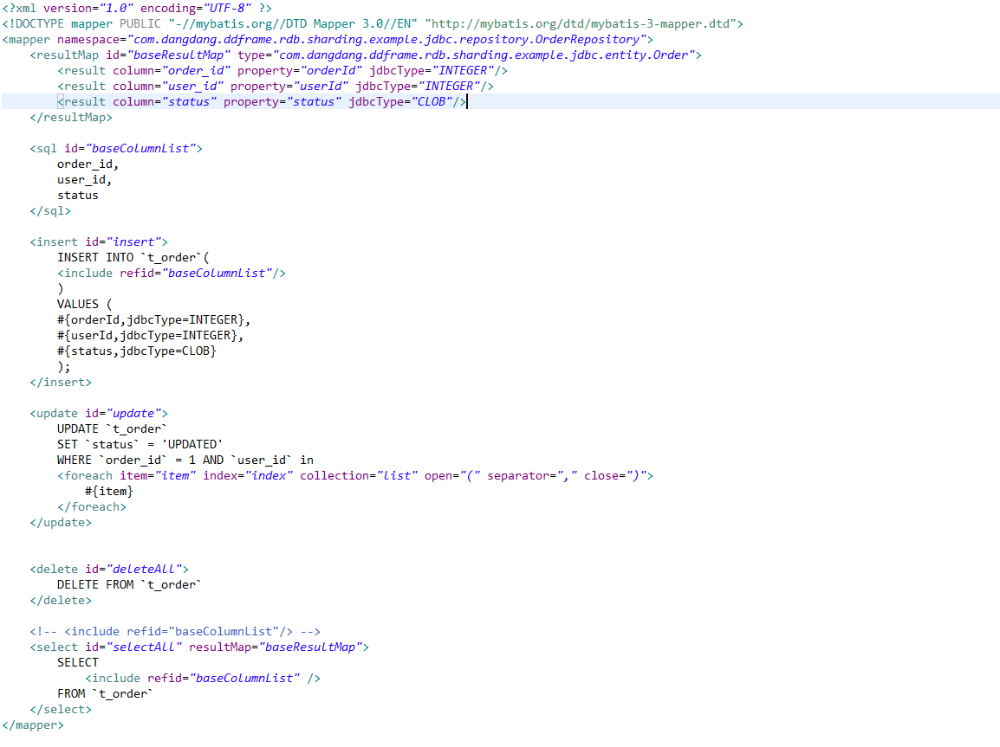 <?xml version="1.0" encoding="UTF-8" ?>
<!DOCTYPE mapper PUBLIC "-//mybatis.org//DTD Mapper 3.0//EN" "http://mybatis.org/dtd/mybatis-3-mapper.dtd">
<mapper namespace="com.dangdang.ddframe.rdb.sharding.example.jdbc.repository.OrderRepository">
    <resultMap id="baseResultMap" type="com.dangdang.ddframe.rdb.sharding.example.jdbc.entity.Order">
        <result column="order_id" property="orderId" jdbcType="INTEGER"/>
        <result column="user_id" property="userId" jdbcType="INTEGER"/>
        <result column="status" property="status" jdbcType="CLOB"/>
    </resultMap>

    <sql id="baseColumnList">
        order_id,
        user_id,
        status
    </sql>

    <insert id="insert">
        INSERT INTO `t_order`(
        <include refid="baseColumnList"/>
        )
        VALUES (
        #{orderId,jdbcType=INTEGER},
        #{userId,jdbcType=INTEGER},
        #{status,jdbcType=CLOB}
        );
    </insert>

    <update id="update">
        UPDATE `t_order`
        SET `status` = 'UPDATED'
        WHERE `order_id` = 1 AND `user_id` in
        <foreach item="item" index="index" collection="list" open="(" separator="," close=")">
            #{item}
        </foreach>
    </update>


    <delete id="deleteAll">
        DELETE FROM `t_order`
    </delete>

    <!-- <include refid="baseColumnList"/> -->
    <select id="selectAll" resultMap="baseResultMap">
        SELECT
            <include refid="baseColumnList" />
        FROM `t_order`
    </select>
</mapper>